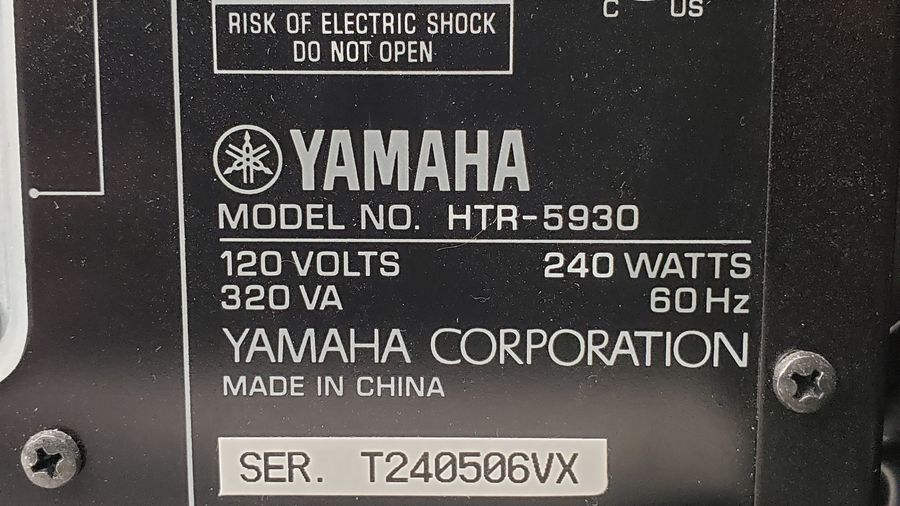 C US
RISK OF ELECTRIC SHOCK
DO NOT OPEN
YAMAHA
MODEL NO. HTR-5930
120 VOLTS 240 WATTS
320 VA 60 Hz
YAMAHA CORPORATION
MADE IN CHINA
SER. T240506VX